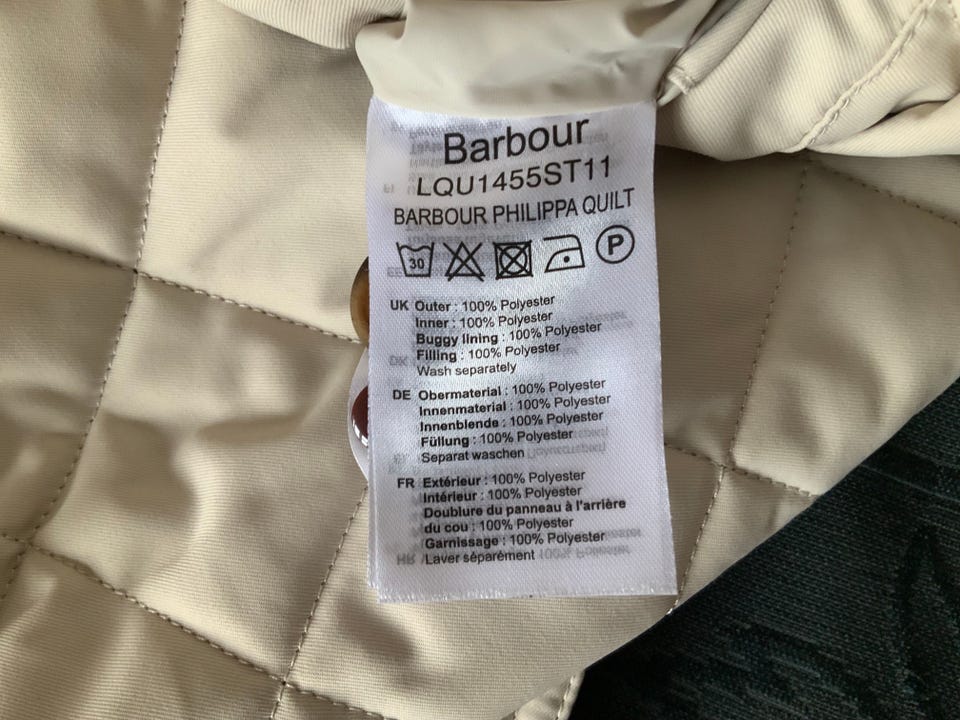 Barbour
LQU1455ST11
BARBOUR PHILIPPA QUILT
30 P
UK Outer : 100% Polyester
Inner : 100% Polyester
Buggy lining : 100% Polyester
Filling : 100% Polyester
Wash separately
DE Obermaterial : 100% Polyester
Innenmaterial : 100% Polyester
Innenblende : 100% Polyester
Füllung : 100% Polyester
Separat waschen
FR Extérieur : 100% Polyester
Intérieur : 100% Polyester
Doublure du panneau à l'arrière
du cou : 100% Polyester
Garnissage : 100% Polyester
Laver séparément